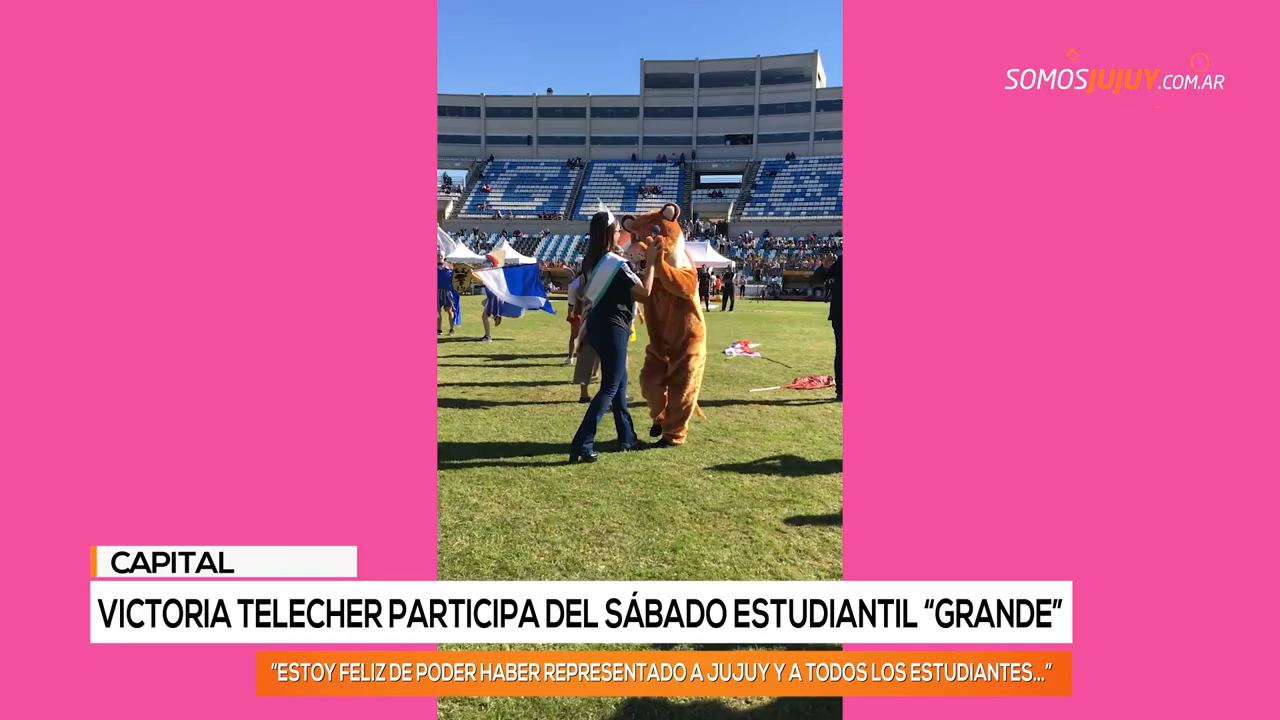 SOMOSJUJUY.COM.AR
CAPITAL
VICTORIA TELECHER PARTICIPA DEL SÁBADO ESTUDIANTIL “GRANDE”
“ESTOY FELIZ DE PODER HABER REPRESENTADO A JUJUY Y A TODOS LOS ESTUDIANTES...”